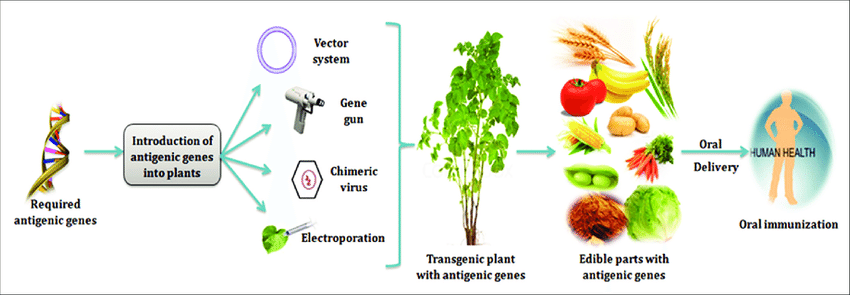 Required
antigenic genes
Introduction of
antigenic genes
into plants
Vector
system
Gene
gun
Chimeric
virus
Electroporation
Transgenic plant
with antigenic genes
Edible parts with
antigenic genes
Oral
Delivery
HUMAN HEALTH
Oral immunization